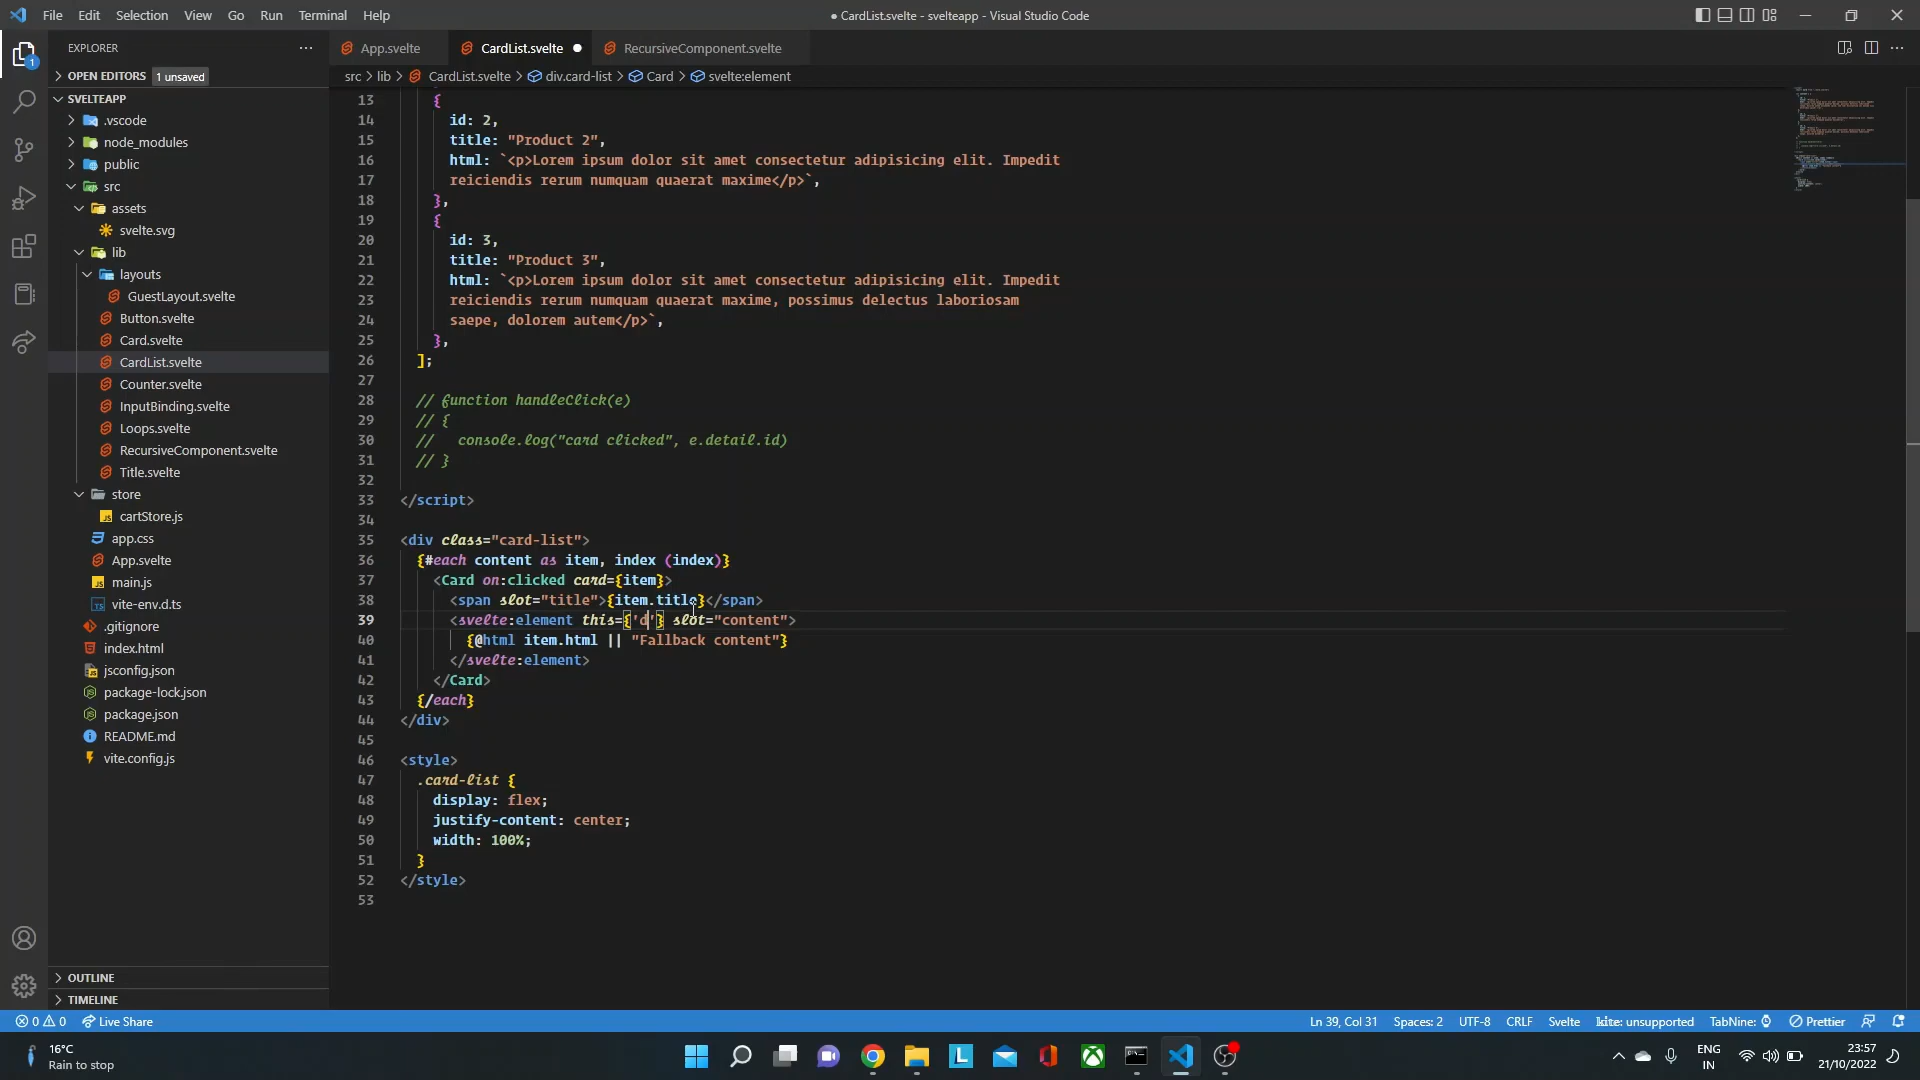 File Edit Selection View Go Run Terminal Help
● CardList.svelte - svelteapp - Visual Studio Code
EXPLORER
OPEN EDITORS 1 unsaved
SVELTEAPP
.vscode
node_modules
public
src
assets
svelte.svg
lib
layouts
GuestLayout.svelte
Button.svelte
Card.svelte
CardList.svelte
Counter.svelte
InputBinding.svelte
Loops.svelte
RecursiveComponent.svelte
Title.svelte
store
cartStore.js
app.css
App.svelte
main.js
vite-env.d.ts
.gitignore
index.html
jsconfig.json
package-lock.json
package.json
README.md
vite.config.js
OUTLINE
TIMELINE
App.svelte CardList.svelte RecursiveComponent.svelte
src > lib > CardList.svelte > div.card-list > Card > svelte:element
13 {
14 id: 2,
15 title: "Product 2",
16 html: `<p>Lorem ipsum dolor sit amet consectetur adipisicing elit. Impedit
17 reiciendis rerum numquam quaerat maxime</p>`,
18 },
19 {
20 id: 3,
21 title: "Product 3",
22 html: `<p>Lorem ipsum dolor sit amet consectetur adipisicing elit. Impedit
23 reiciendis rerum numquam quaerat maxime, possimus delectus laboriosam
24 saepe, dolorem autem</p>`,
25 },
26 ];
27
28 // function handleClick(e)
29 // {
30 // console.log("card clicked", e.detail.id)
31 // }
32
33 </script>
34
35 <div class="card-list">
36 {#each content as item, index (index)}
37 <Card on:clicked card={item}>
38 <span slot="title">{item.title}</span>
39 <svelte:element this={'d'} slot="content">
40 {@html item.html || "Fallback content"}
41 </svelte:element>
42 </Card>
43 {/each}
44 </div>
45
46 <style>
47 .card-list {
48 display: flex;
49 justify-content: center;
50 width: 100%;
51 }
52 </style>
53
0 0 Live Share
Ln 39, Col 31 Spaces: 2 UTF-8 CRLF Svelte kite: unsupported TabNine: Prettier
16°C
Rain to stop
ENG
IN
23:57
21/10/2022